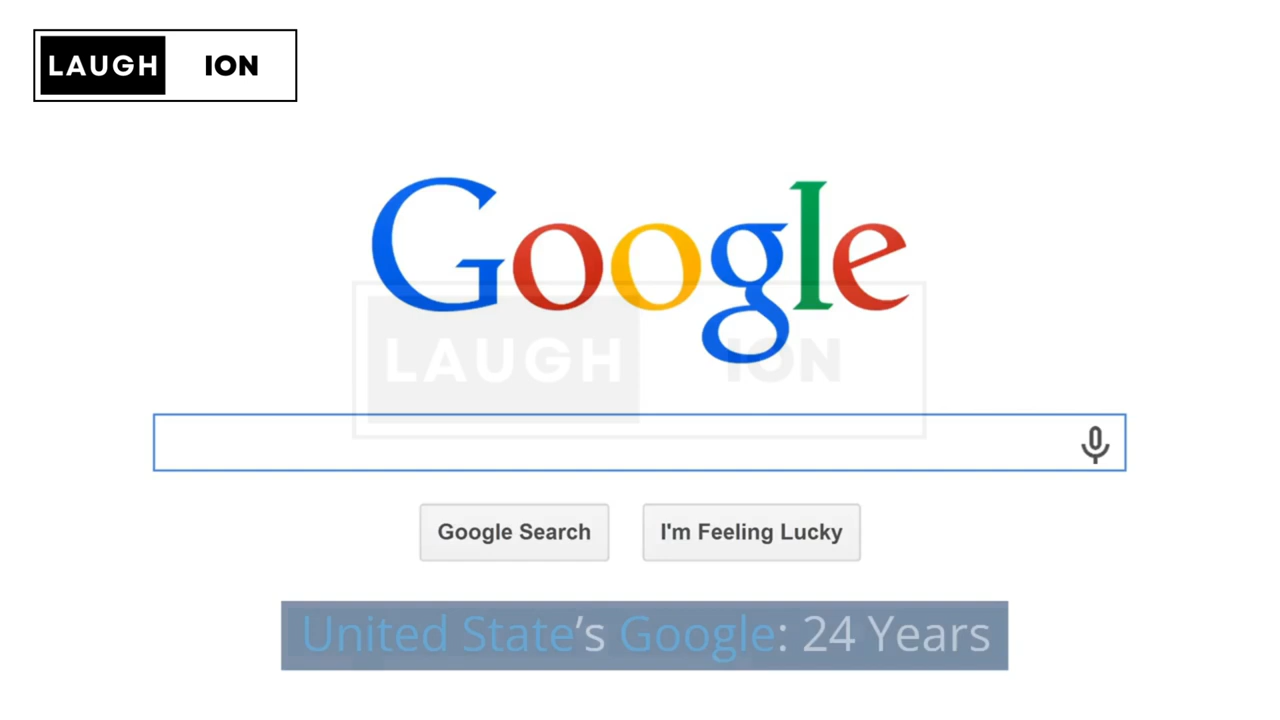 LAUGH ION
Google
LAUGH ION
Google Search I'm Feeling Lucky
United State’s Google: 24 Years